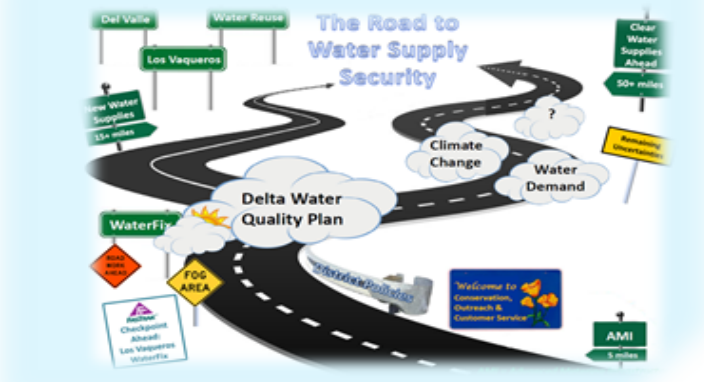 Del Valle
Water Reuse
Los Vaqueros
The Road to
Water Supply
Security
Clear
Water
Supplies
Ahead
50+ miles
New Water
Supplies
15+ miles
?
Climate
Change
Remaining
Uncertainties
Water
Demand
Delta Water
Quality Plan
WaterFix
ROAD
WORK
AHEAD
FOG
AREA
District Policies
Welcome to
Conservation,
Outreach &
Customer Service
Checkpoint
Ahead:
Los Vaqueros
WaterFix
AMI
5 miles